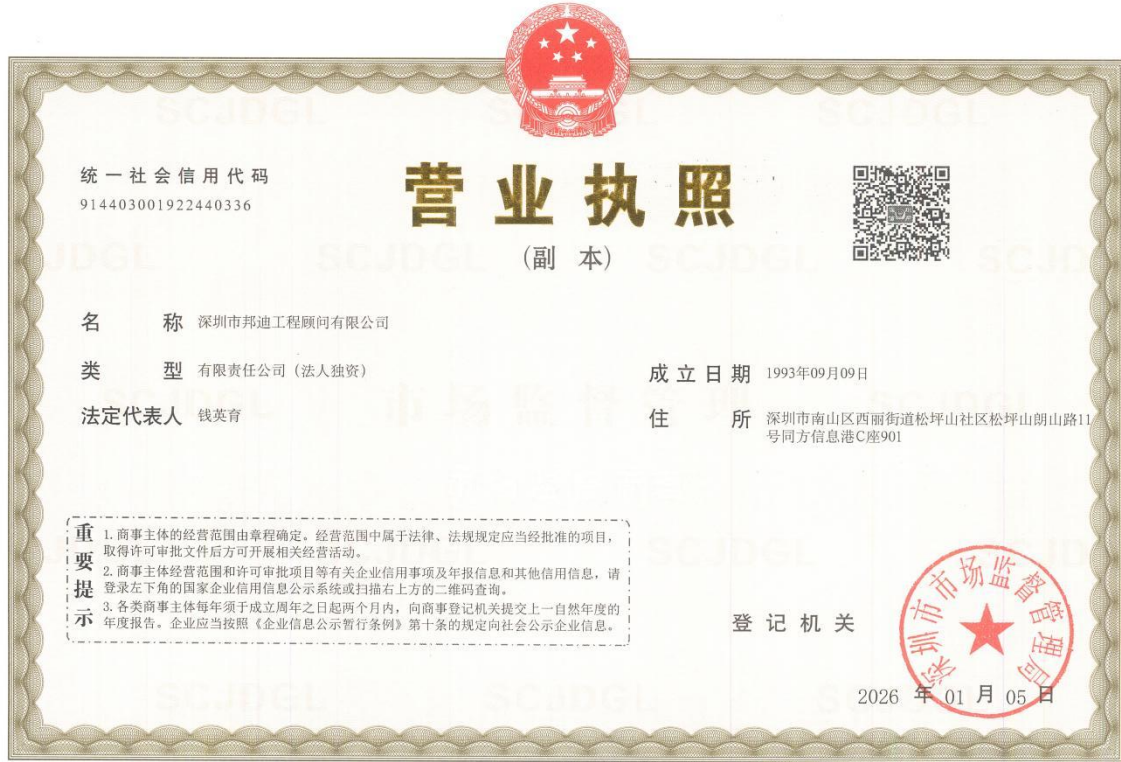 统一社会信用代码
914403001922440336
营业执照
(副 本)
名 称 深圳市邦迪工程顾问有限公司
类 型 有限责任公司（法人独资）
法定代表人 钱英育
成立日期 1993年09月09日
住 所 深圳市南山区西丽街道松坪山社区松坪山朗山路11
号同方信息港C座901
重要提示
1. 商事主体的经营范围由章程确定。经营范围中属于法律、法规规定应当经批准的项目，
取得许可审批文件后方可开展相关经营活动。
2. 商事主体经营范围和许可审批项目等有关企业信用事项及年报信息和其他信用信息，请
登录左下角的国家企业信用信息公示系统或扫描右上方的二维码查询。
3. 各类商事主体每年须于成立周年之日起两个月内，向商事登记机关提交上一自然年度的
年度报告。企业应当按照《企业信息公示暂行条例》第十条的规定向社会公示企业信息。
登记机关
深圳市市场监督管理局
2026 年 01 月 05 日
SCJDGL
市场监督管理